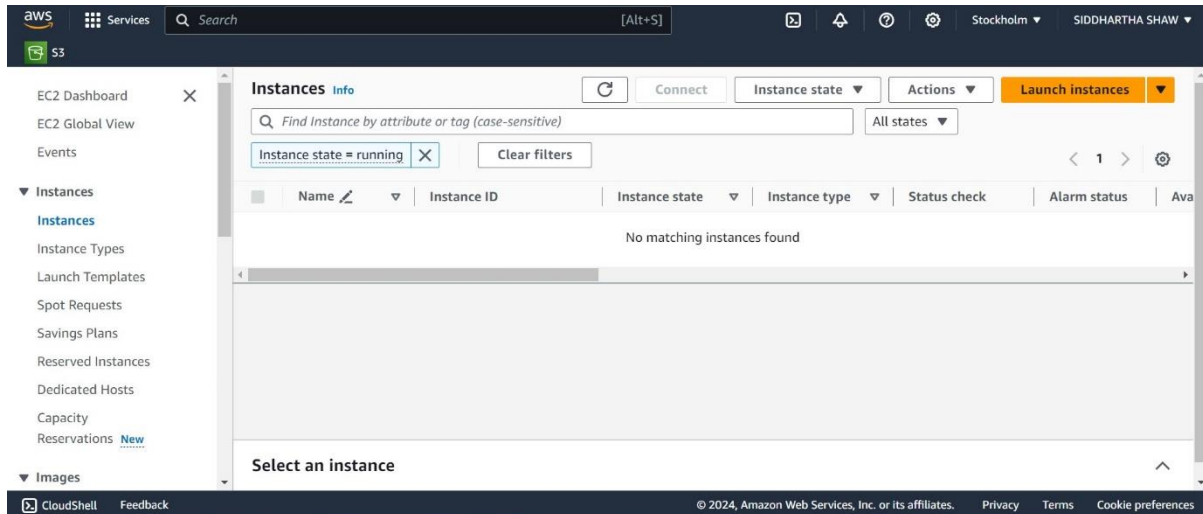 aws Services Search [Alt+S] Stockholm ▼ SIDDHARTHA SHAW ▼
S3
EC2 Dashboard
EC2 Global View
Events
▼ Instances
Instances
Instance Types
Launch Templates
Spot Requests
Savings Plans
Reserved Instances
Dedicated Hosts
Capacity
Reservations New
▼ Images
Instances Info Connect Instance state ▼ Actions ▼ Launch instances ▼
Find Instance by attribute or tag (case-sensitive) All states ▼
Instance state = running Clear filters 1
Name Instance ID Instance state Instance type Status check Alarm status Ava
No matching instances found
Select an instance
CloudShell Feedback © 2024, Amazon Web Services, Inc. or its affiliates. Privacy Terms Cookie preferences